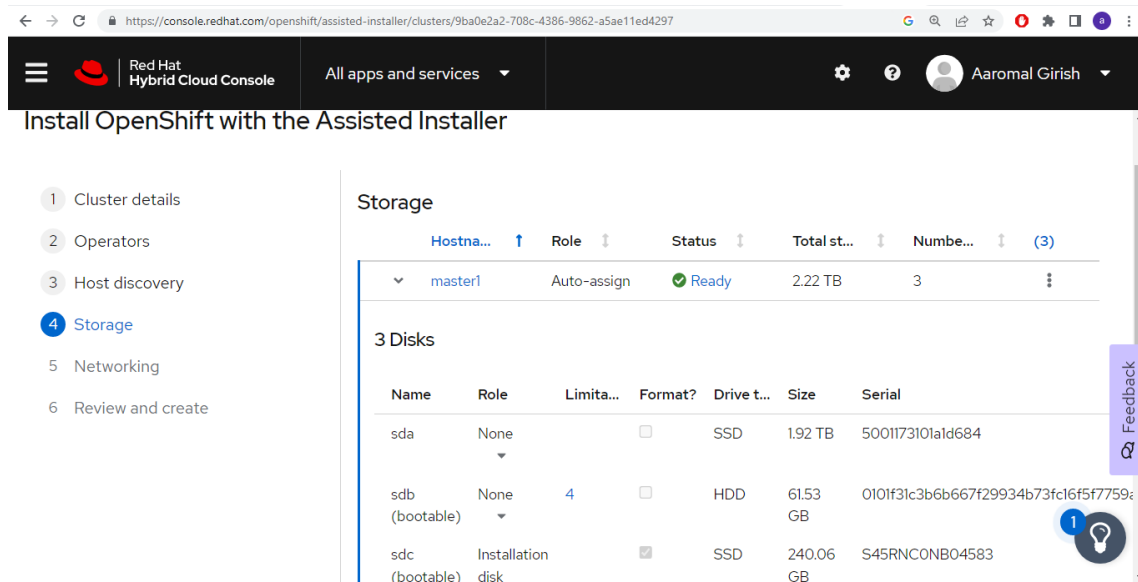 https://console.redhat.com/openshift/assisted-installer/clusters/9ba0e2a2-708c-4386-9862-a5ae11ed4297
G
a
Red Hat
Hybrid Cloud Console
All apps and services
Aaromal Girish
Install OpenShift with the Assisted Installer
1 Cluster details
2 Operators
3 Host discovery
4 Storage
5 Networking
6 Review and create
Storage
Hostna... Role Status Total st... Numbe... (3)
master1 Auto-assign Ready 2.22 TB 3
3 Disks
Name Role Limita... Format? Drive t... Size Serial
sda None SSD 1.92 TB 5001173101a1d684
sdb None 4 HDD 61.53 0101f31c3b6b667f29934b73fc16f5f7759a
(bootable) GB
sdc Installation SSD 240.06 S45RNC0NB04583
(bootable) disk GB
Feedback
1